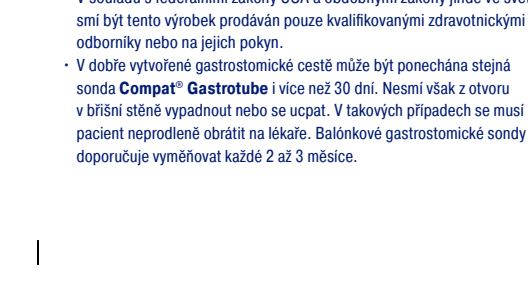 V souladu s federálními zákony USA a obdobnými zákony jinde ve světě
smí být tento výrobek prodáván pouze kvalifikovanými zdravotnickými
odborníky nebo na jejich pokyn.
· V dobře vytvořené gastrostomické cestě může být ponechána stejná
sonda Compat® Gastrotube i více než 30 dní. Nesmí však z otvoru
v břišní stěně vypadnout nebo se ucpat. V takových případech se musí
pacient neprodleně obrátit na lékaře. Balónkové gastrostomické sondy
doporučuje vyměňovat každé 2 až 3 měsíce.